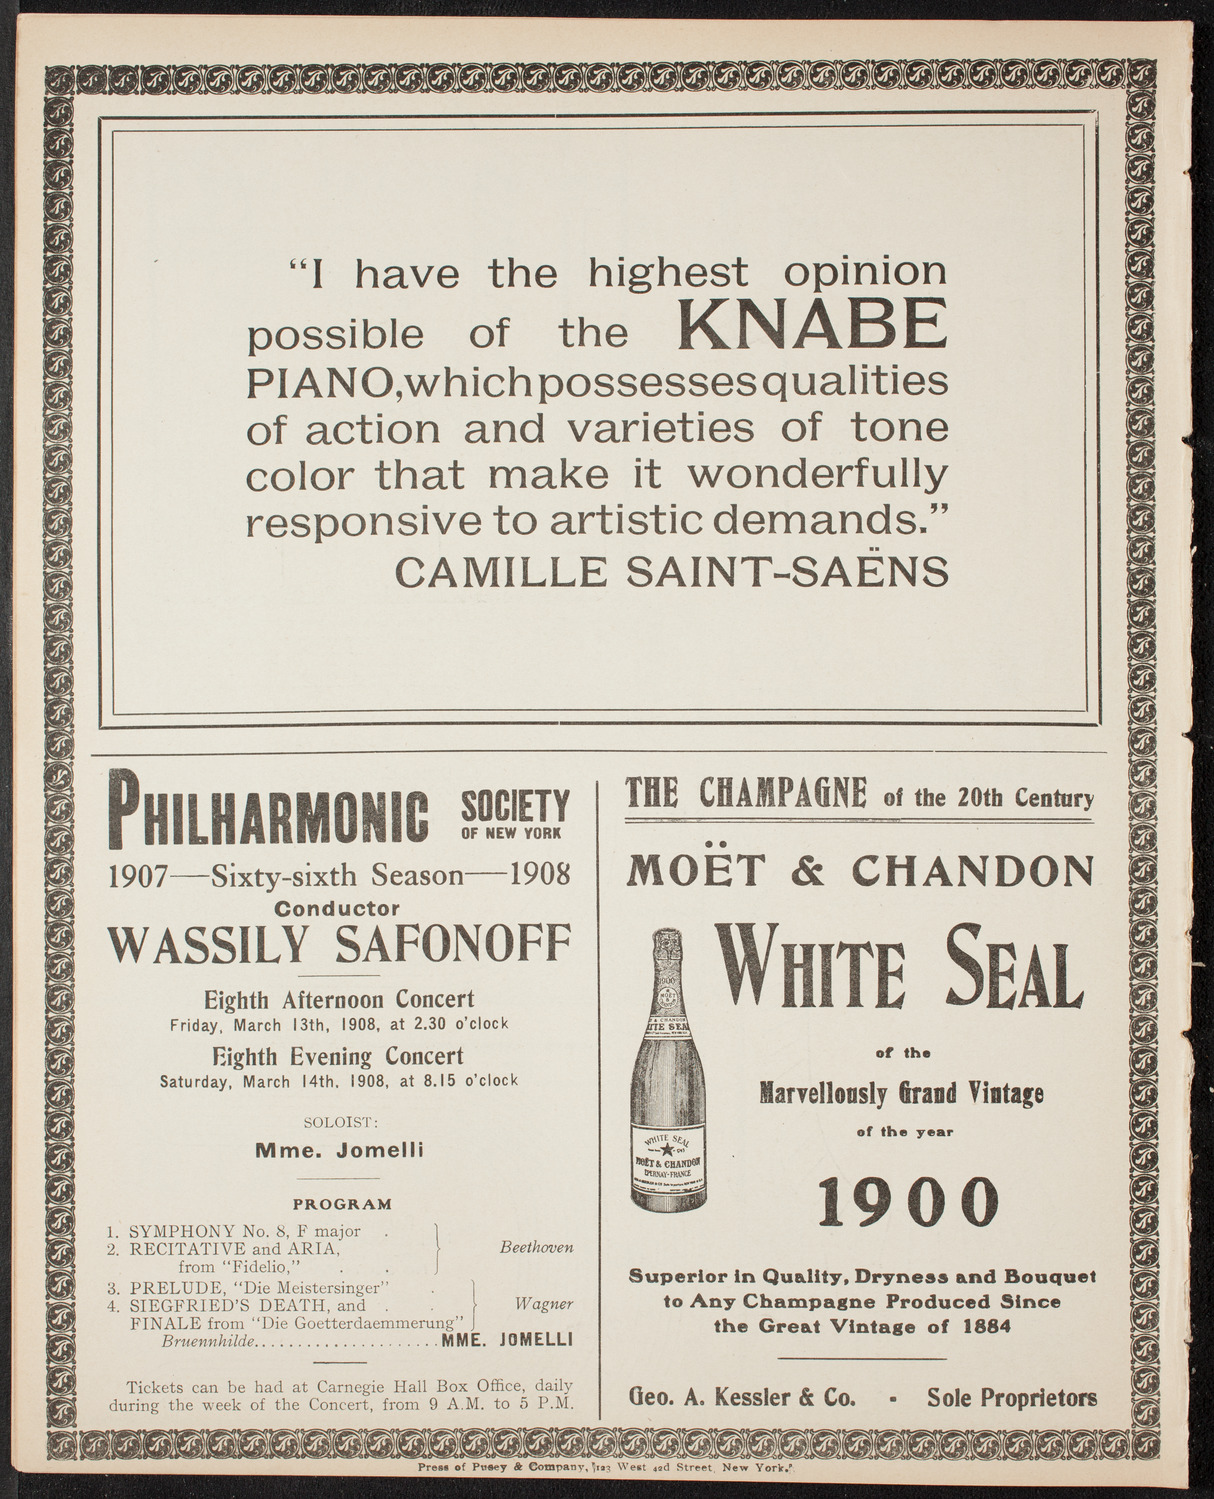 “I have the highest opinion
possible of the KNABE
PIANO, which possesses qualities
of action and varieties of tone
color that make it wonderfully
responsive to artistic demands.”
CAMILLE SAINT-SAËNS
PHILHARMONIC SOCIETY
OF NEW YORK
1907—Sixty-sixth Season—1908
Conductor
WASSILY SAFONOFF
Eighth Afternoon Concert
Friday, March 13th, 1908, at 2.30 o'clock
Eighth Evening Concert
Saturday, March 14th, 1908, at 8.15 o'clock
SOLOIST:
Mme. Jomelli
PROGRAM
1. SYMPHONY No. 8, F major .
2. RECITATIVE and ARIA, Beethoven
from “Fidelio,” . .
3. PRELUDE, “Die Meistersinger” .
4. SIEGFRIED'S DEATH, and . . Wagner
FINALE from “Die Goetterdaemmerung”
Bruennhilde.....................MME. JOMELLI
Tickets can be had at Carnegie Hall Box Office, daily
during the week of the Concert, from 9 A.M. to 5 P.M.
THE CHAMPAGNE of the 20th Century
MOËT & CHANDON
WHITE SEAL
of the
Marvellously Grand Vintage
of the year
1900
Superior in Quality, Dryness and Bouquet
to Any Champagne Produced Since
the Great Vintage of 1884
Geo. A. Kessler & Co. - Sole Proprietors
1900
MOËT
& CHANDON
WHITE SEAL
MOËT & CHANDON
EPERNAY-FRANCE
Press of Pusey & Company, 123 West 42d Street, New York.